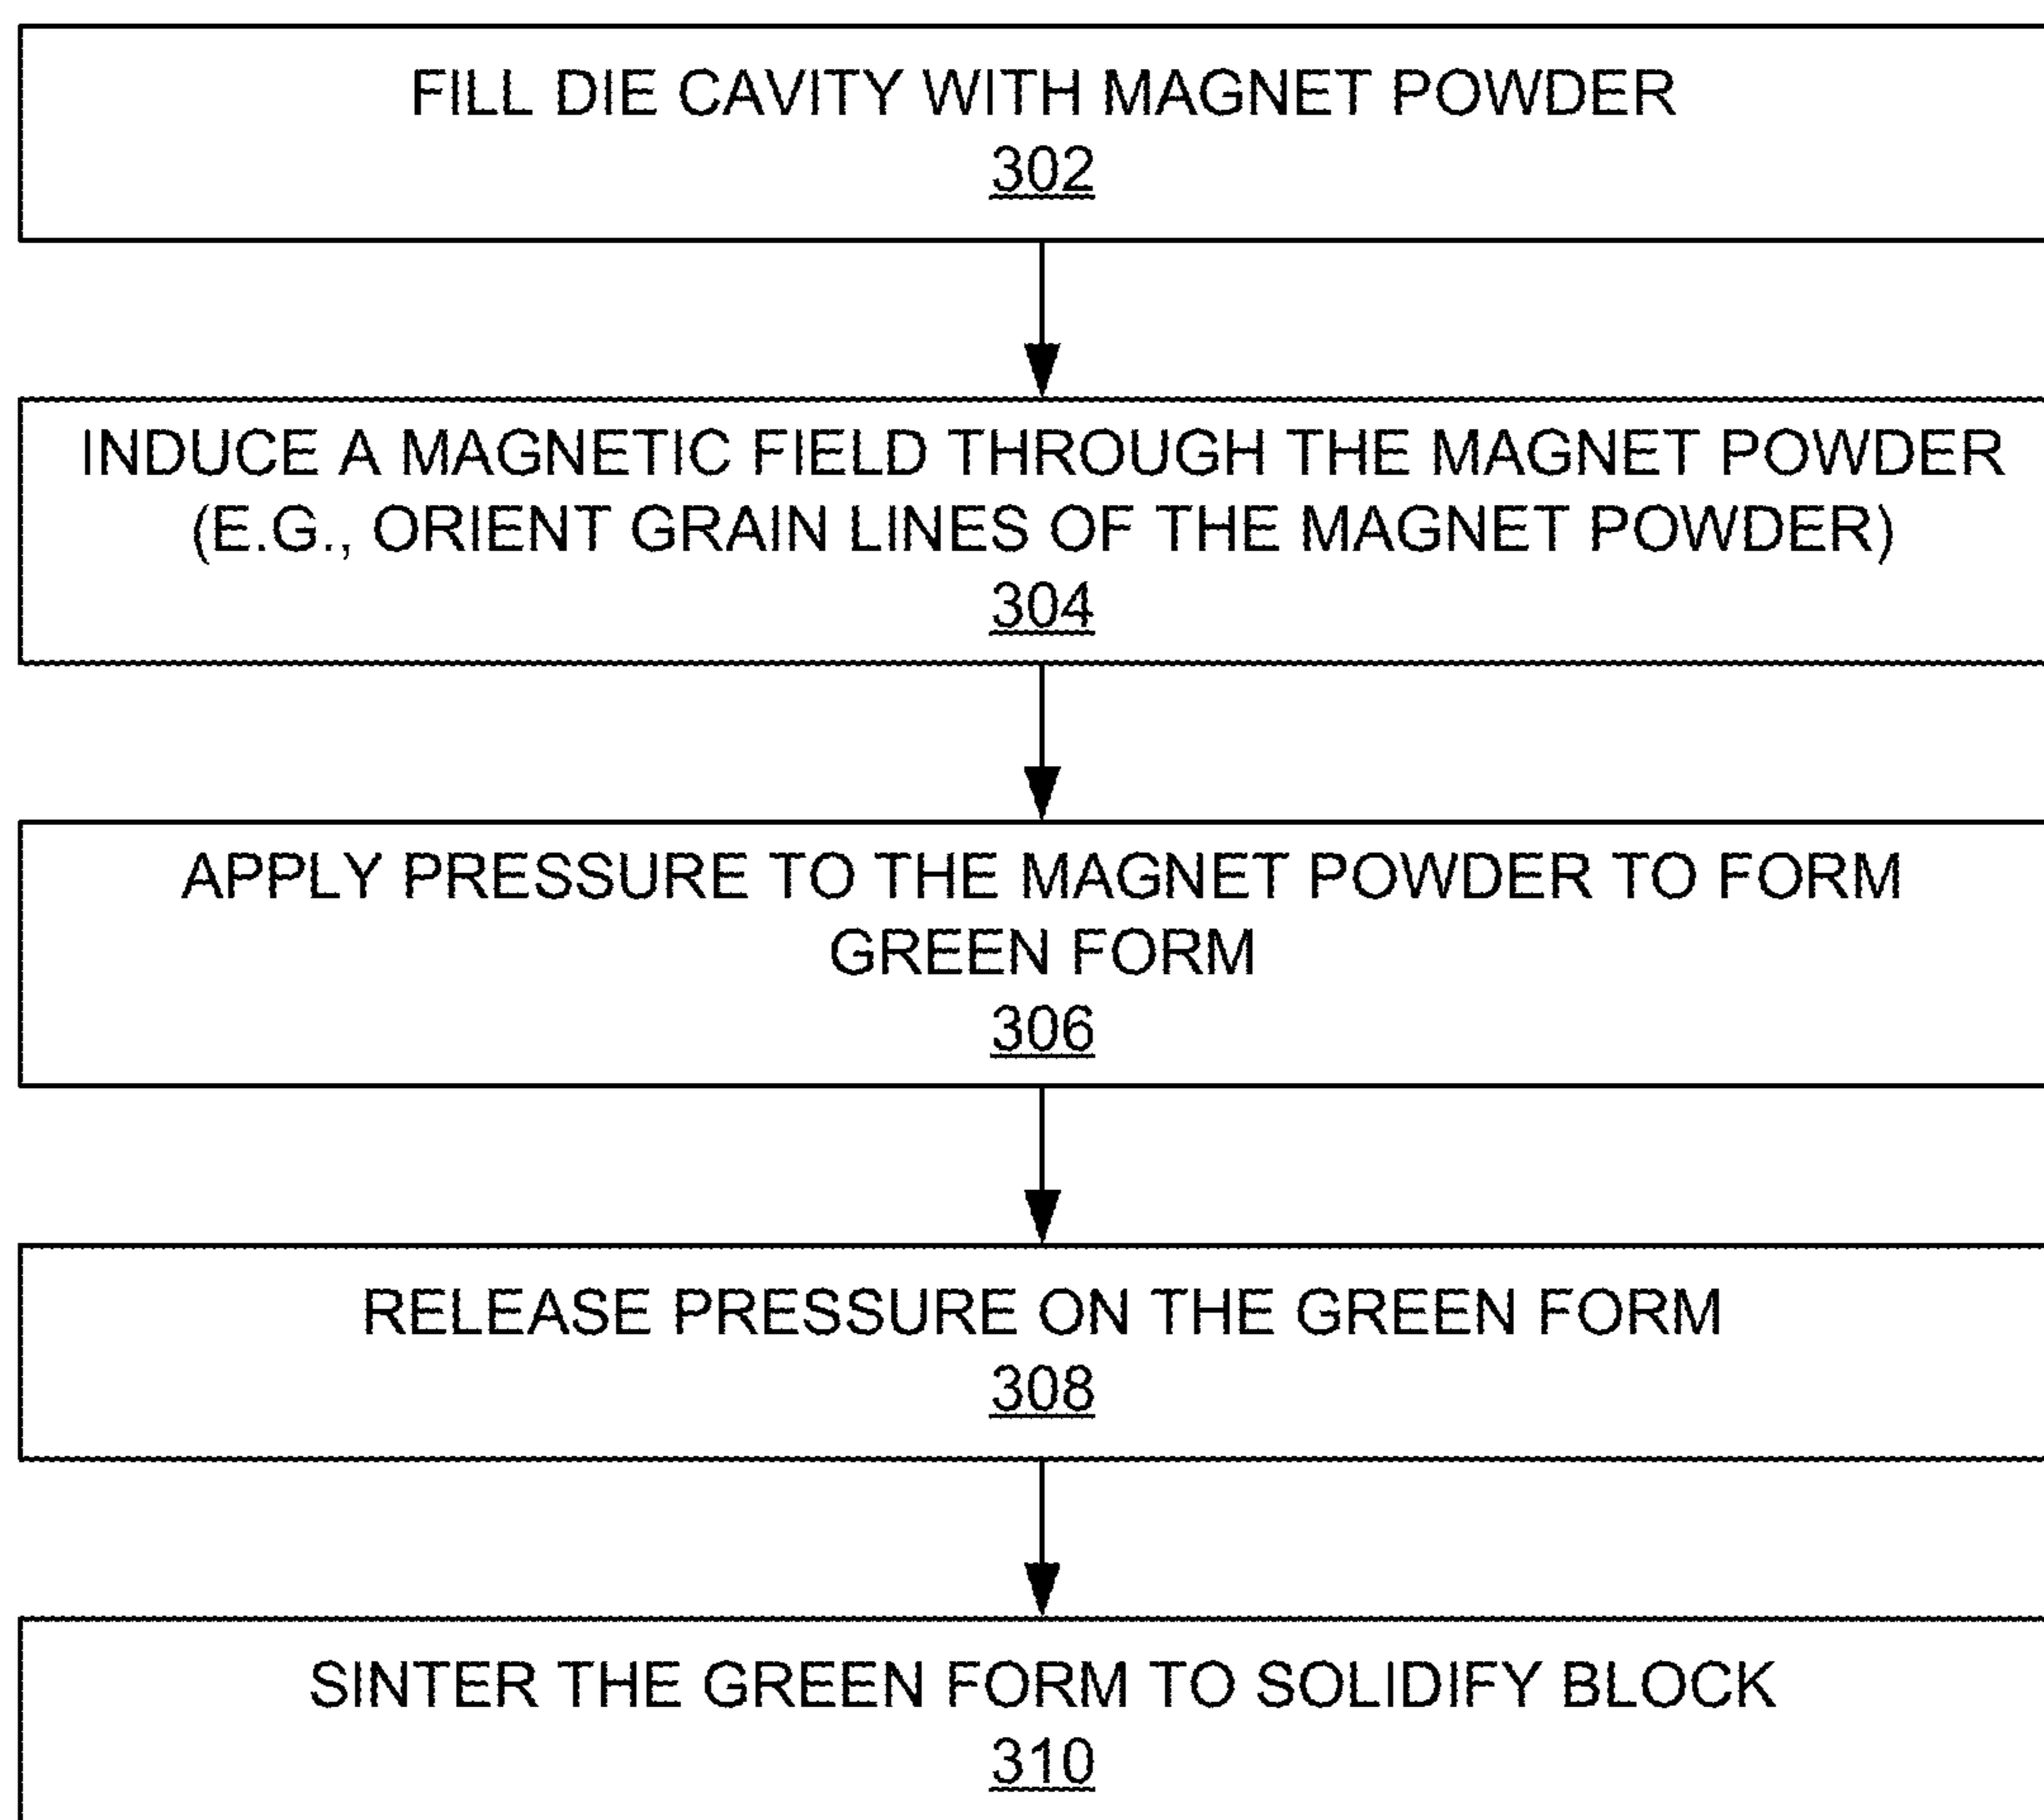 FILL DIE CAVITY WITH MAGNET POWDER
302
INDUCE A MAGNETIC FIELD THROUGH THE MAGNET POWDER
(E.G., ORIENT GRAIN LINES OF THE MAGNET POWDER)
304
APPLY PRESSURE TO THE MAGNET POWDER TO FORM
GREEN FORM
306
RELEASE PRESSURE ON THE GREEN FORM
308
SINTER THE GREEN FORM TO SOLIDIFY BLOCK
310